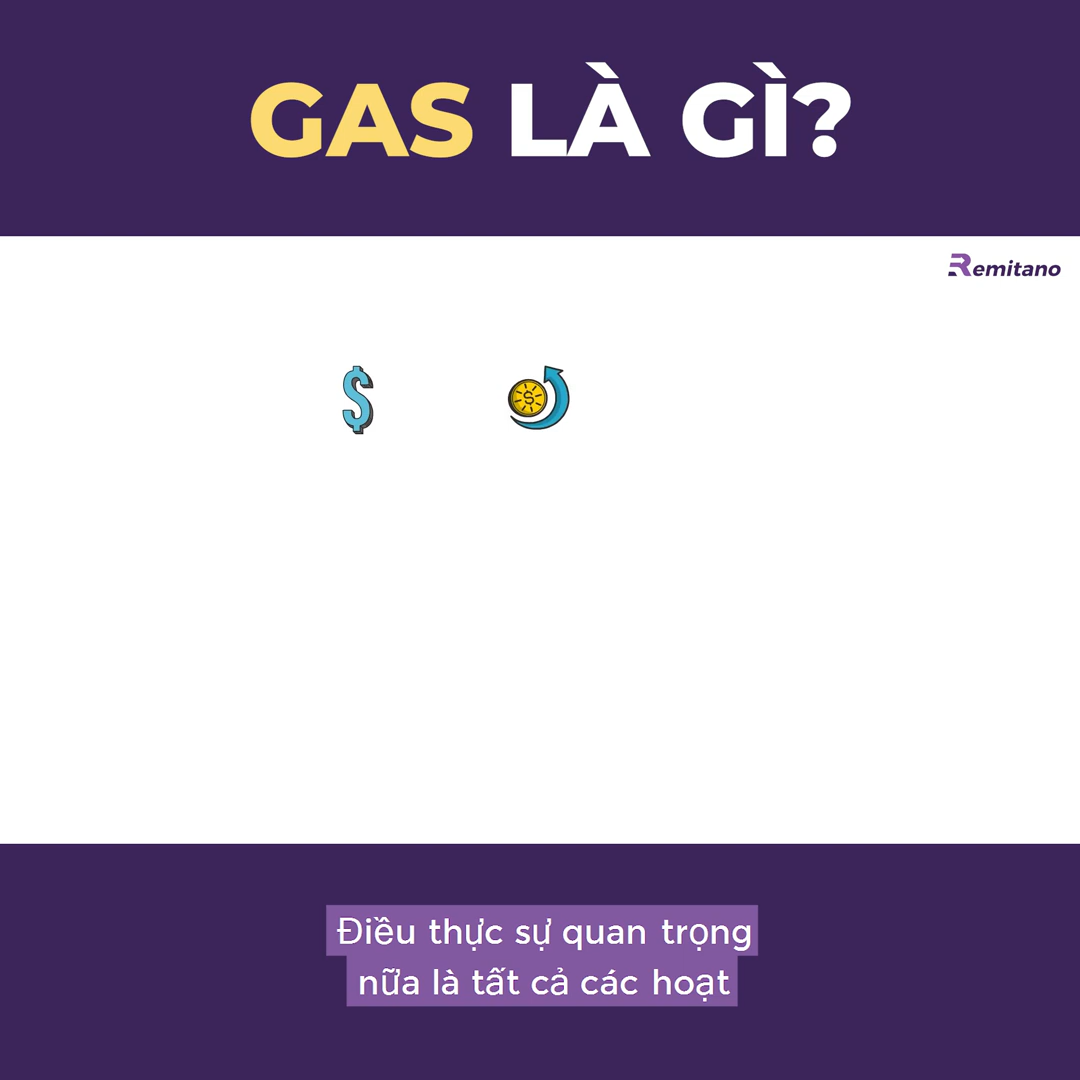 GAS LÀ GÌ?
Remitano
Điều thực sự quan trọng
nữa là tất cả các hoạt